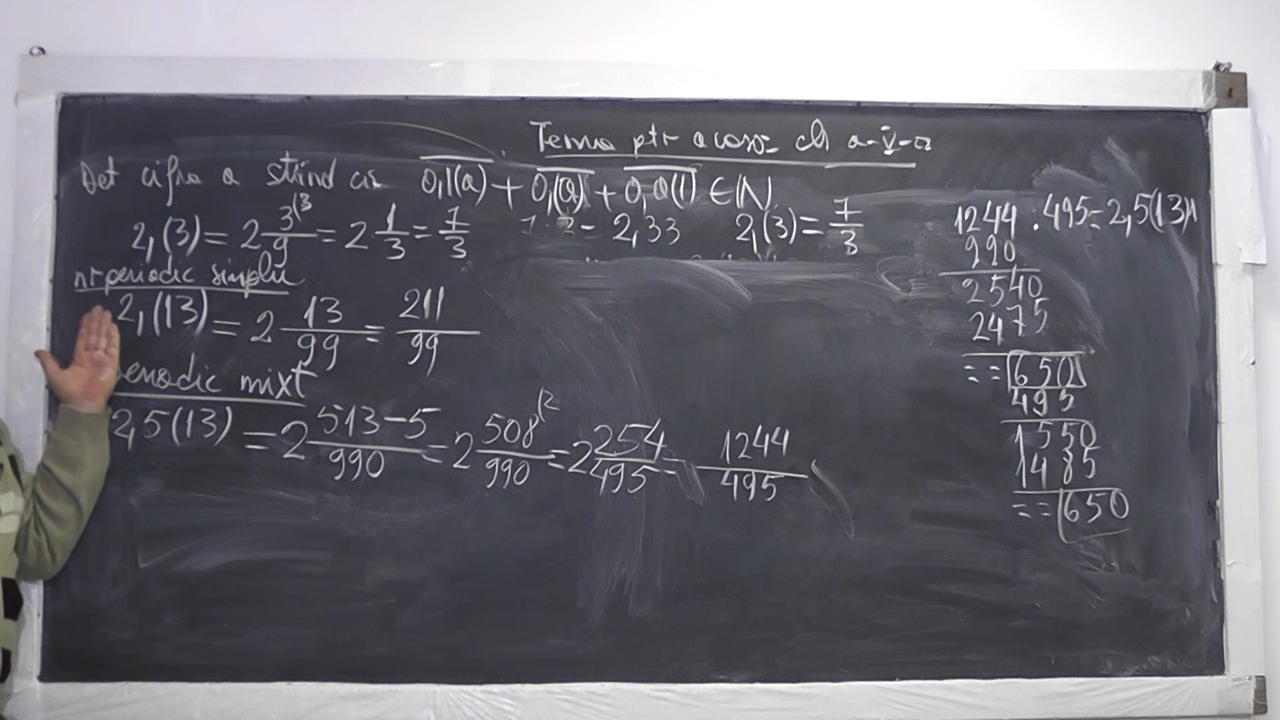 Tema ptr acasă cls a-V-a
Det cifra a stiind că 0,1(a) + 0,(a) + 0,a(1) ∈ ℕ
2,(3) = 2 3/9 = 2 1/3 = 7/3
= 2,33 2,(3) = 7/3
nr periodic simplu
2,(13) = 2 13/99 = 211/99
periodic mixt
2,5(13) = 2 513-5/990 = 2 508/990 = 2 254/495 = 1244/495
1244 : 495 = 2,5(13)
990
2540
2475
= = 650
495
1550
1485
= = 650